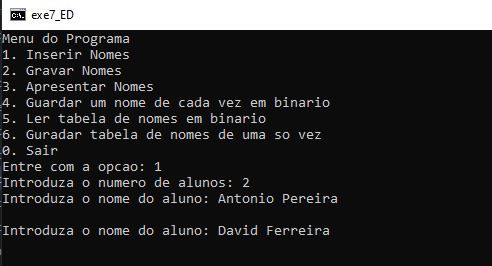 exe7_ED
Menu do Programa
1. Inserir Nomes
2. Gravar Nomes
3. Apresentar Nomes
4. Guardar um nome de cada vez em binario
5. Ler tabela de nomes em binario
6. Guradar tabela de nomes de uma so vez
0. Sair
Entre com a opcao: 1
Introduza o numero de alunos: 2
Introduza o nome do aluno: Antonio Pereira
Introduza o nome do aluno: David Ferreira